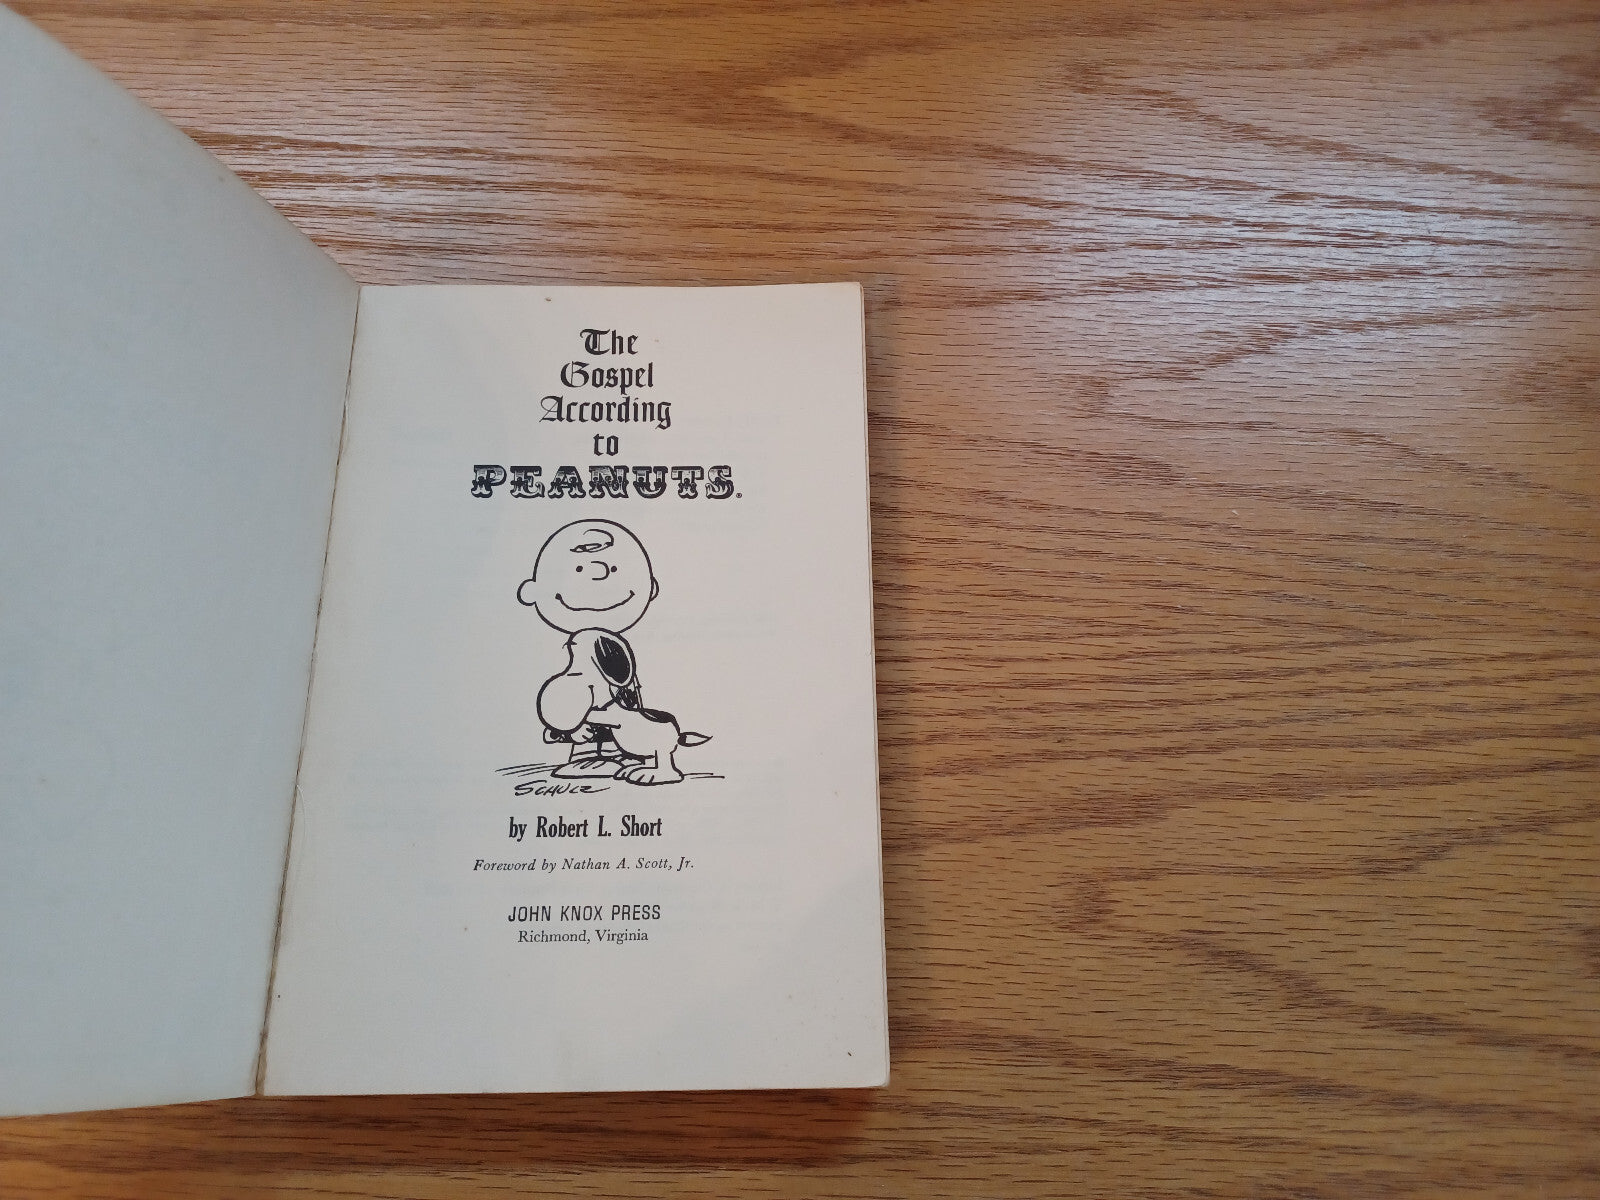 The
Gospel
According
to
PEANUTS.
SCHULZ
by Robert L. Short
Foreword by Nathan A. Scott, Jr.
JOHN KNOX PRESS
Richmond, Virginia